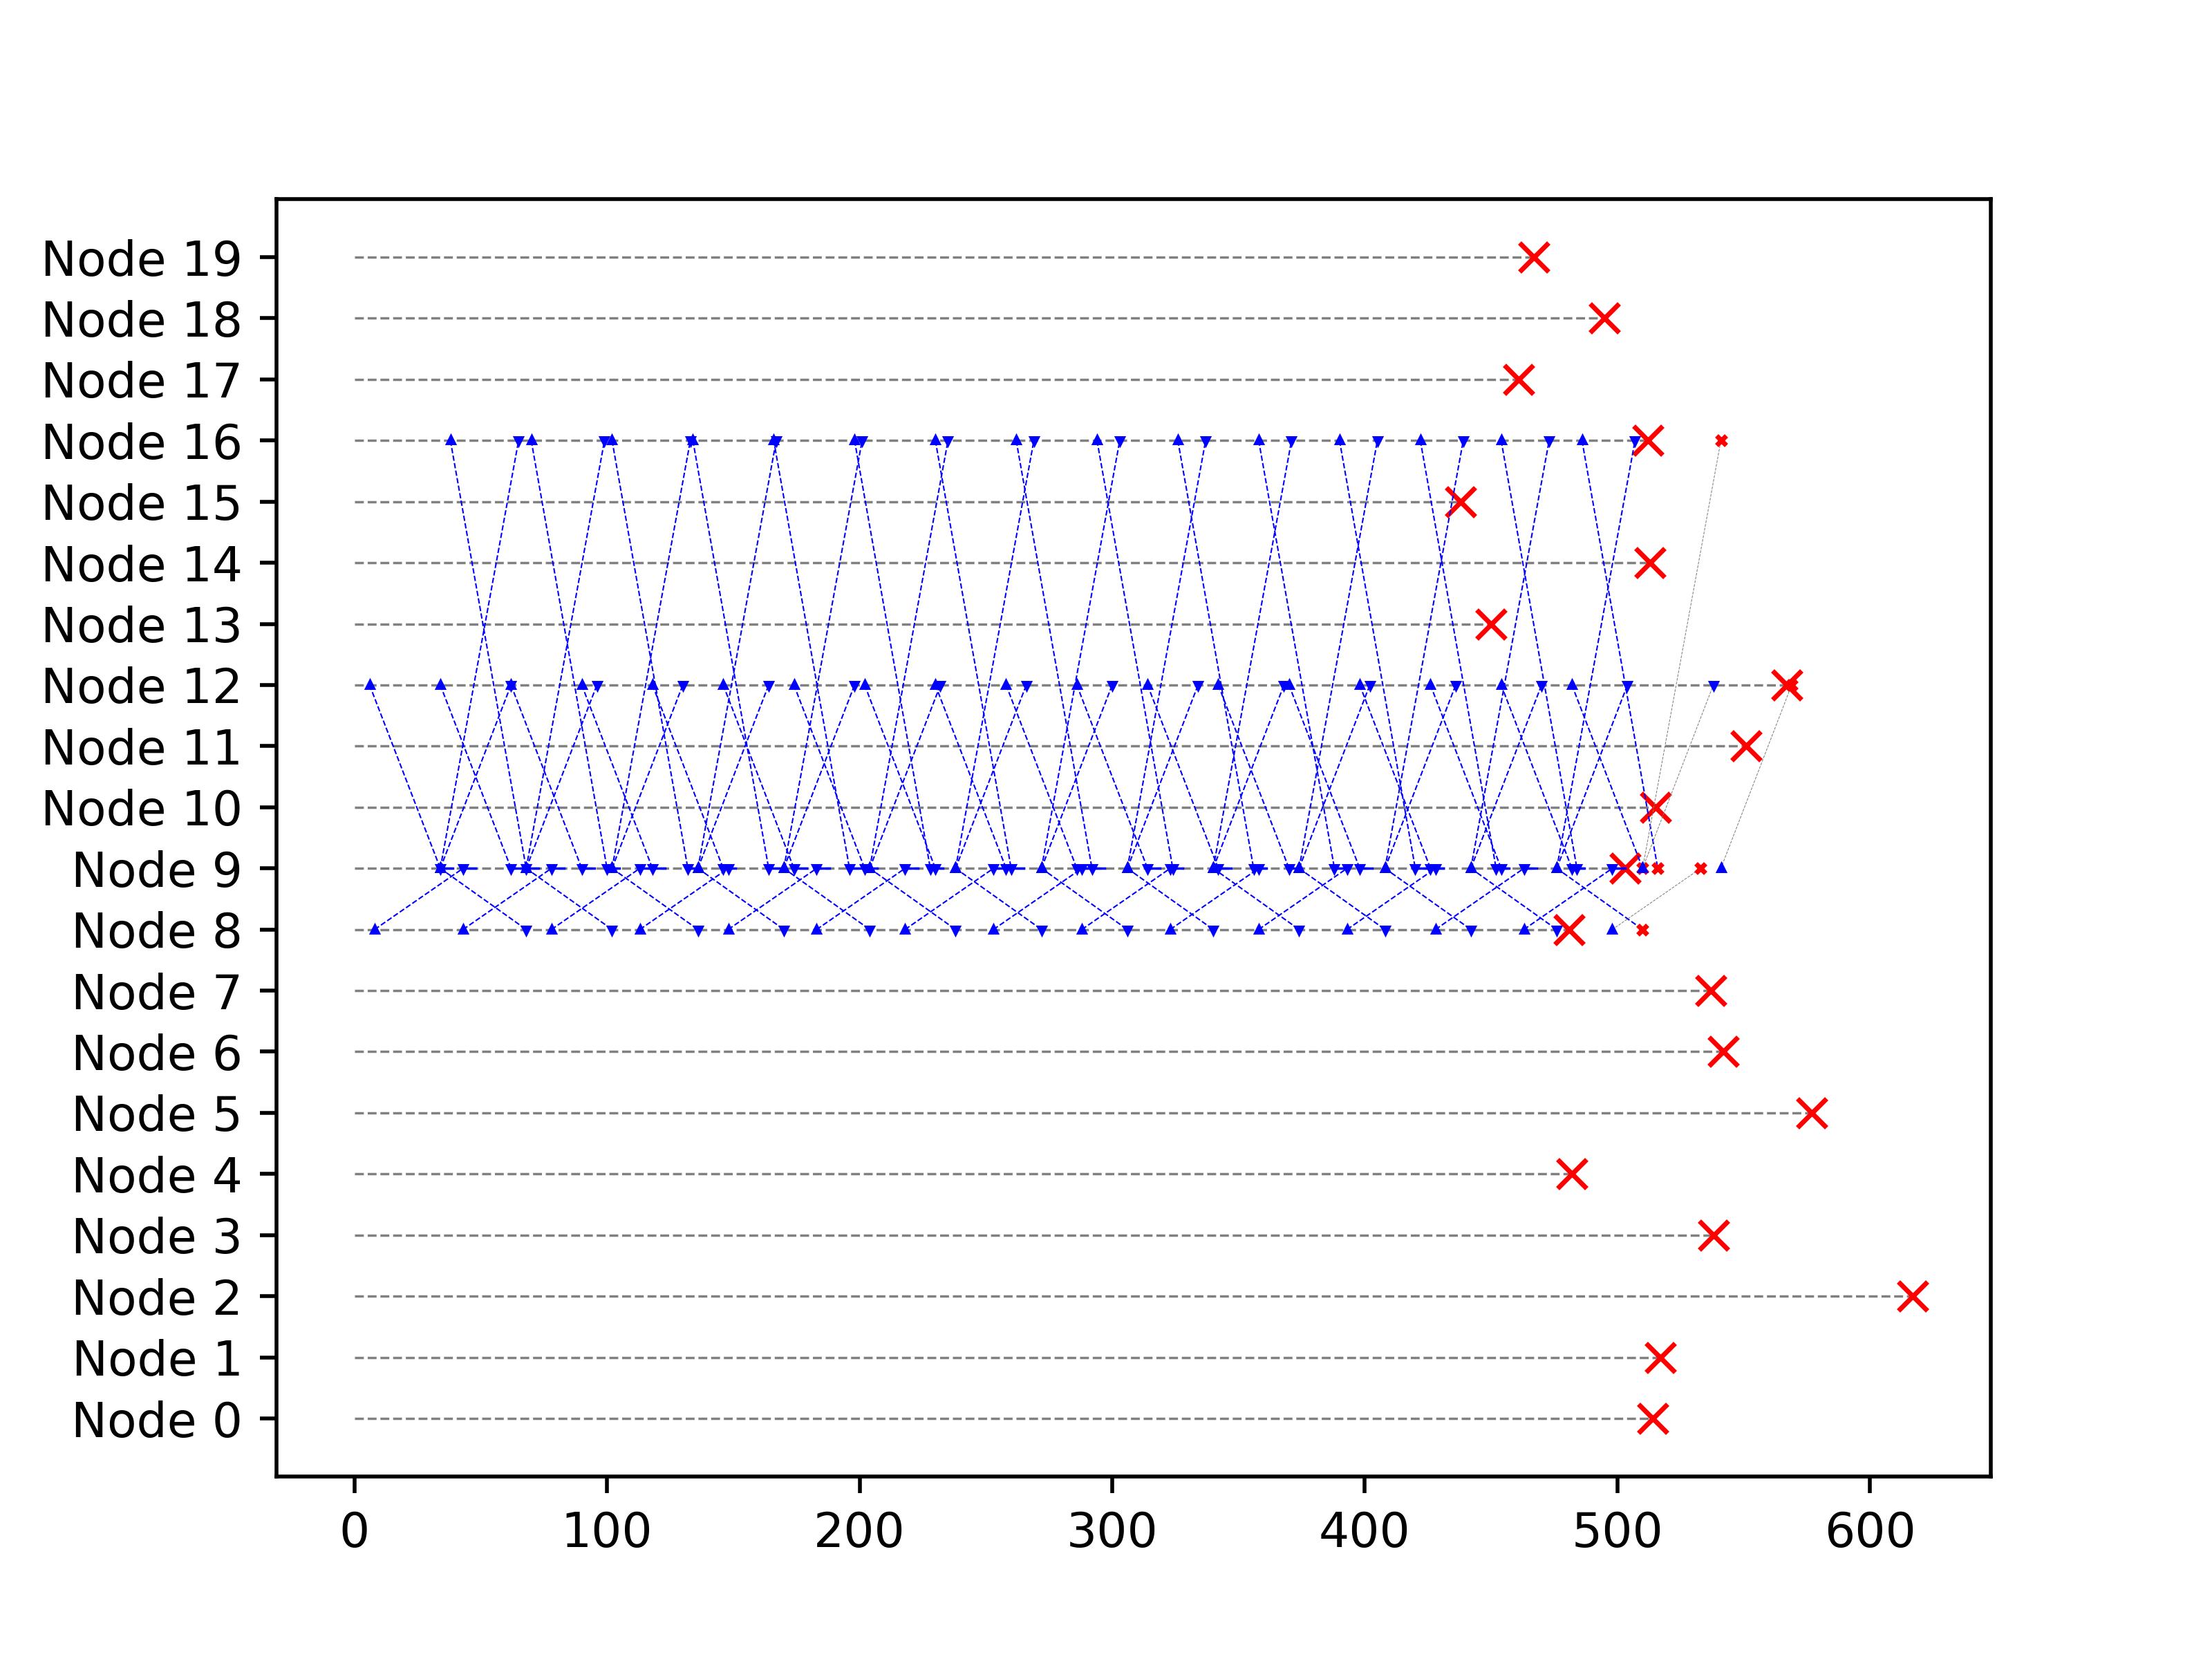 Node 19
Node 18
Node 17
Node 16
Node 15
Node 14
Node 13
Node 12
Node 11
Node 10
Node 9
Node 8
Node 7
Node 6
Node 5
Node 4
Node 3
Node 2
Node 1
Node 0
0 100 200 300 400 500 600